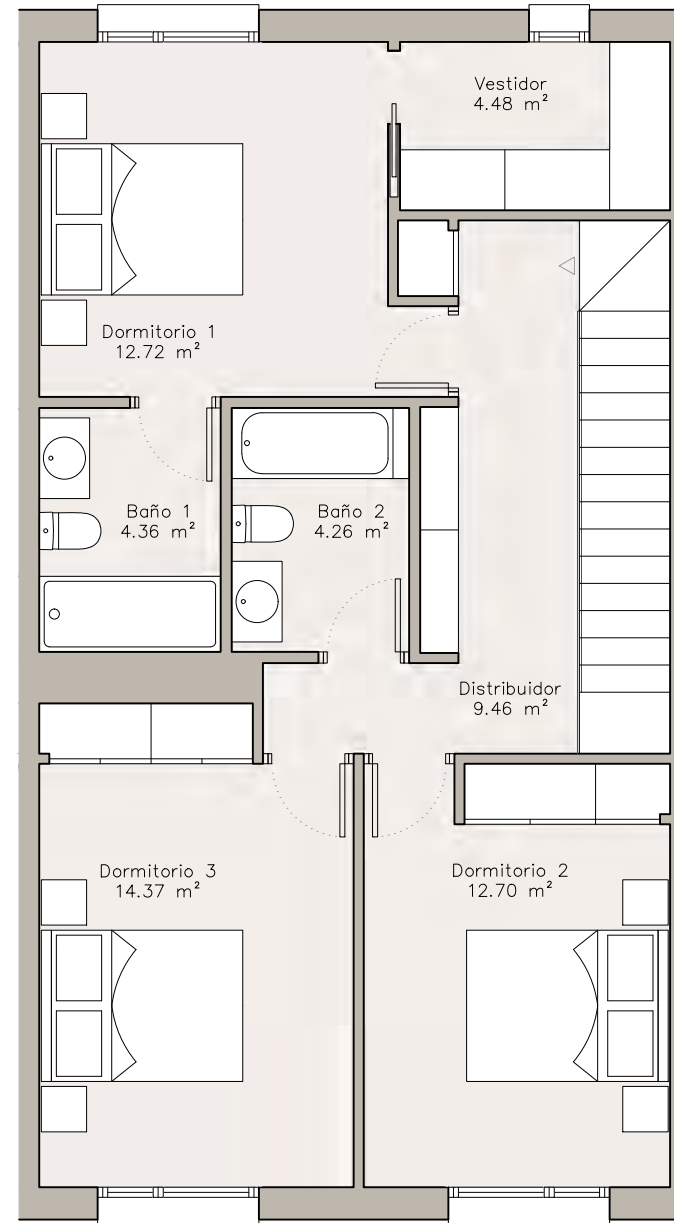 Vestidor
4.48 m²
Dormitorio 1
12.72 m²
Baño 1
4.36 m²
Baño 2
4.26 m²
Distribuidor
9.46 m²
Dormitorio 3
14.37 m²
Dormitorio 2
12.70 m²